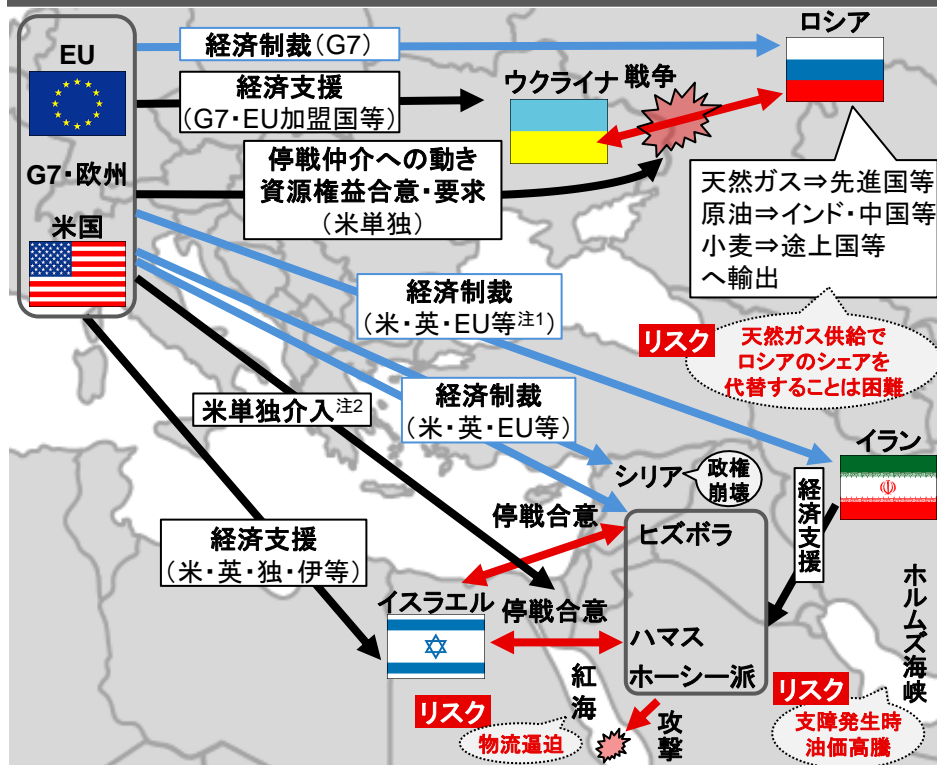 EU
G7・欧州
米国
経済制裁(G7)
経済支援
(G7・EU加盟国等)
停戦仲介への動き
資源権益合意・要求
(米単独)
ウクライナ
戦争
ロシア
天然ガス⇒先進国等
原油⇒インド・中国等
小麦⇒途上国等
へ輸出
リスク
天然ガス供給で
ロシアのシェアを
代替することは困難
経済制裁
(米・英・EU等注1)
経済制裁
(米・英・EU等)
米単独介入注2
経済支援
(米・英・独・伊等)
シリア
政権
崩壊
イラン
経済支援
停戦合意
ヒズボラ
イスラエル
停戦合意
ハマス
ホーシー派
ホルムズ海峡
リスク
物流逼迫
紅海
攻撃
リスク
支障発生時
油価高騰